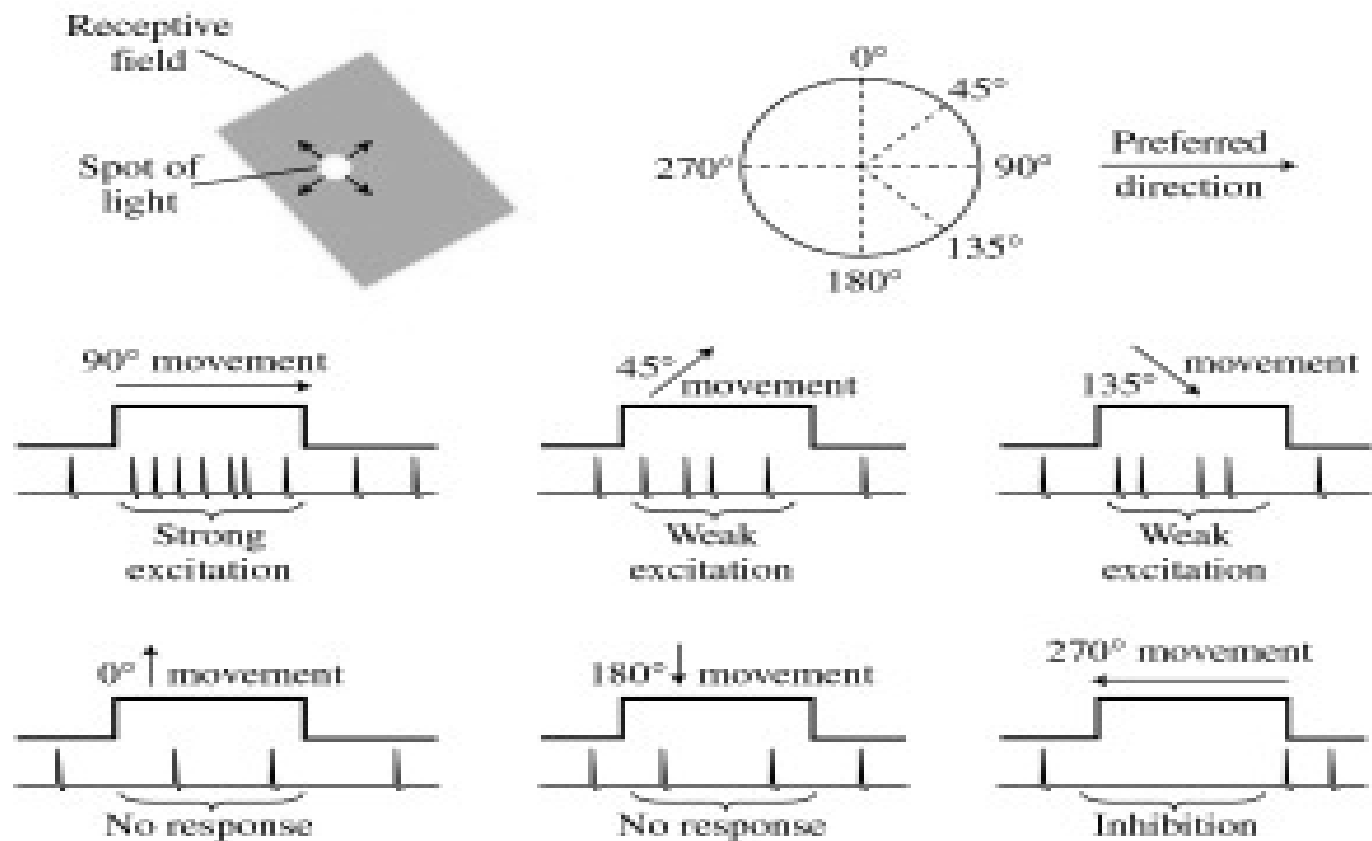 Receptive
field
Spot of
light
0°
45°
270°
90°
135°
180°
Preferred
direction
90° movement
45°
movement
135°
movement
Strong
excitation
Weak
excitation
Weak
excitation
0° movement
180° movement
270° movement
No response
No response
Inhibition